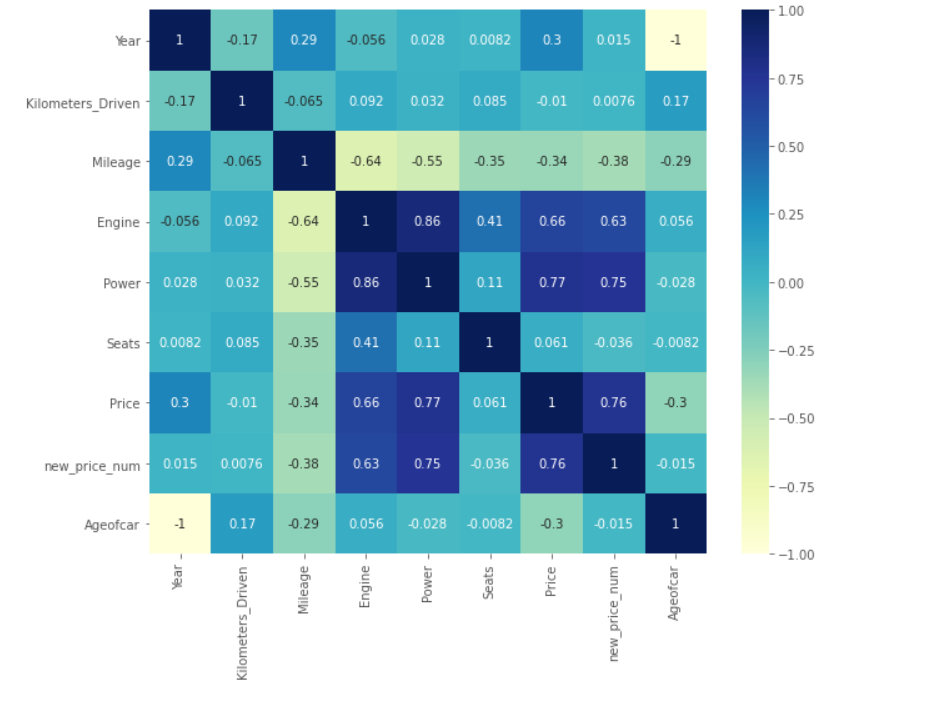 Year 1 -0.17 0.29 -0.056 0.028 0.0082 0.3 0.015 -1
Kilometers_Driven -0.17 1 -0.065 0.092 0.032 0.085 -0.01 0.0076 0.17
Mileage 0.29 -0.065 1 -0.64 -0.55 -0.35 -0.34 -0.38 -0.29
Engine -0.056 0.092 -0.64 1 0.86 0.41 0.66 0.63 0.056
Power 0.028 0.032 -0.55 0.86 1 0.11 0.77 0.75 -0.028
Seats 0.0082 0.085 -0.35 0.41 0.11 1 0.061 -0.036 -0.0082
Price 0.3 -0.01 -0.34 0.66 0.77 0.061 1 0.76 -0.3
new_price_num 0.015 0.0076 -0.38 0.63 0.75 -0.036 0.76 1 -0.015
Ageofcar -1 0.17 -0.29 0.056 -0.028 -0.0082 -0.3 -0.015 1
Year
Kilometers_Driven
Mileage
Engine
Power
Seats
Price
new_price_num
Ageofcar
1.00
0.75
0.50
0.25
0.00
−0.25
−0.50
−0.75
−1.00